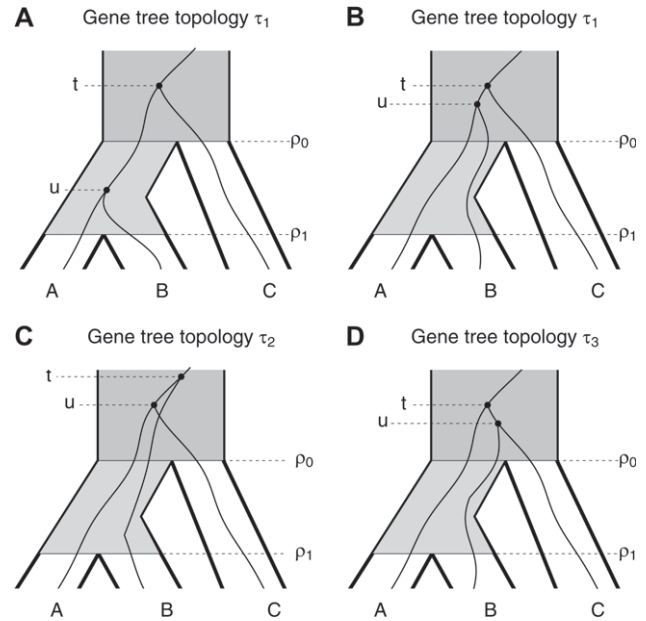 A Gene tree topology τ1
t
ρ0
u
ρ1
A B C
B Gene tree topology τ1
t
u
ρ0
ρ1
A B C
C Gene tree topology τ2
t
u
ρ0
ρ1
A B C
D Gene tree topology τ3
t
u
ρ0
ρ1
A B C